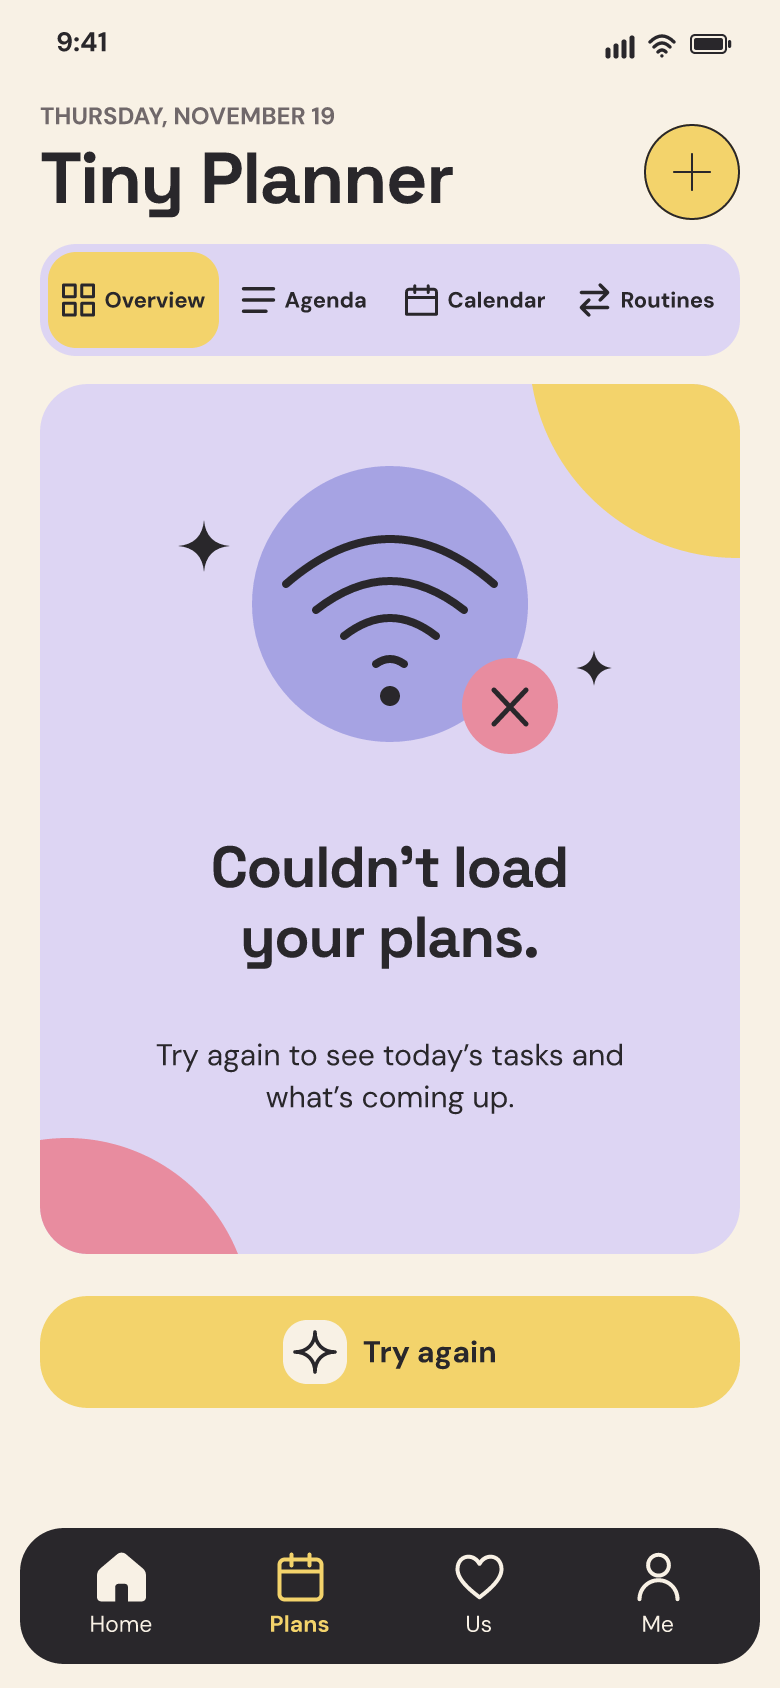 9:41
THURSDAY, NOVEMBER 19
Tiny Planner
Overview
Agenda
Calendar
Routines
Couldn’t load
your plans.
Try again to see today’s tasks and
what’s coming up.
Try again
Home
Plans
Us
Me